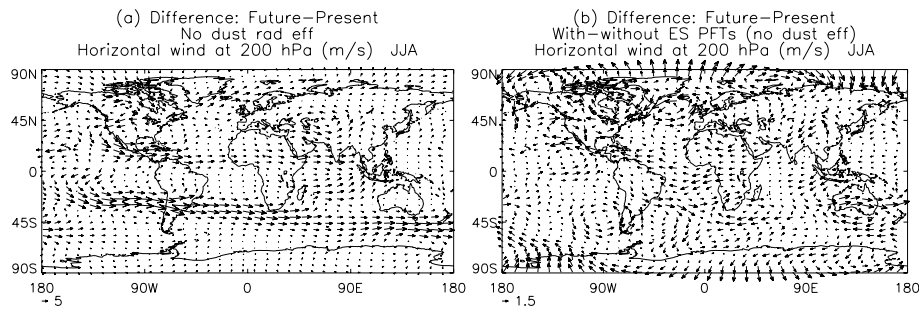 (a) Difference: Future-Present
No dust rad eff
Horizontal wind at 200 hPa (m/s) JJA
90N
45N
0
45S
90S
180 90W 0 90E 180
→ 5
(b) Difference: Future-Present
With-without ES PFTs (no dust eff)
Horizontal wind at 200 hPa (m/s) JJA
90N
45N
0
45S
90S
180 90W 0 90E 180
→ 1.5